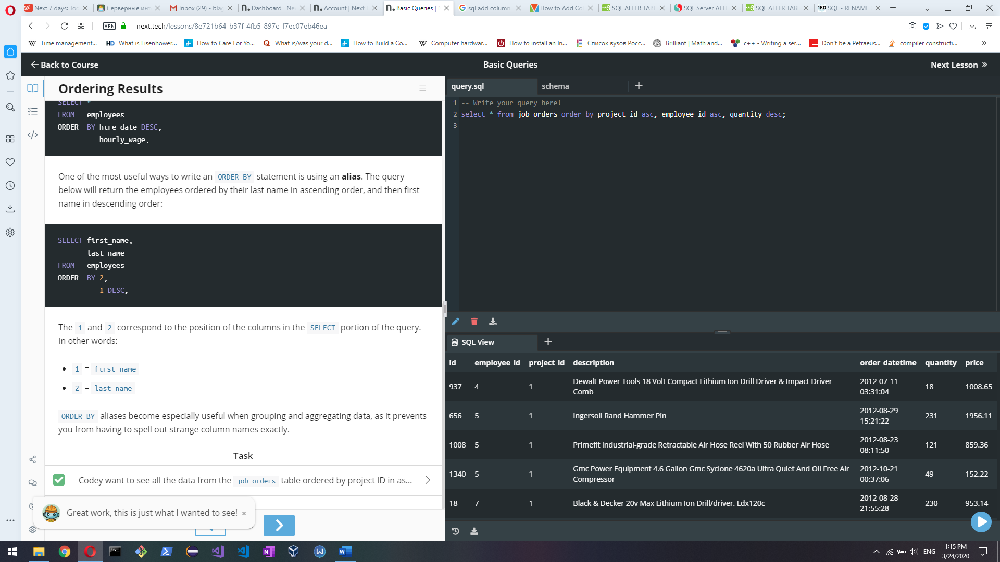 Next 7 days: Toc
Серверные инт
Inbox (29) - bla
Dashboard | Ne
Account | Next T
Basic Queries |
sql add column
How to Add Col
SQL ALTER TABL
SQL Server ALTE
SQL ALTER TABL
1KD SQL - RENAME
VPN
next.tech/lessons/8e721b64-b37f-4fb5-897e-f7ec07eb46ea
Time management...
What is Eisenhower...
How to Care For Yo...
What is/was your d...
How to Build a Co...
Computer hardwar...
How to install an In...
Список вузов Росс...
Brilliant | Math and...
c++ - Writing a ser...
Don't be a Petraeus...
compiler constructi...
Back to Course
Basic Queries
Next Lesson »
Ordering Results
SELECT *
FROM employees
ORDER BY hire_date DESC,
hourly_wage;
One of the most useful ways to write an ORDER BY statement is using an alias. The query
below will return the employees ordered by their last name in ascending order, and then first
name in descending order:
SELECT first_name,
last_name
FROM employees
ORDER BY 2,
1 DESC;
The 1 and 2 correspond to the position of the columns in the SELECT portion of the query.
In other words:
• 1 = first_name
• 2 = last_name
ORDER BY aliases become especially useful when grouping and aggregating data, as it prevents
you from having to spell out strange column names exactly.
Task
Codey want to see all the data from the job_orders table ordered by project ID in as...
Great work, this is just what I wanted to see! ×
query.sql
schema
1 -- Write your query here!
2 select * from job_orders order by project_id asc, employee_id asc, quantity desc;
3
SQL View
id employee_id project_id description order_datetime quantity price
937 4 1 Dewalt Power Tools 18 Volt Compact Lithium Ion Drill Driver & Impact Driver Comb 2012-07-11 03:31:04 18 1008.65
656 5 1 Ingersoll Rand Hammer Pin 2012-08-29 15:21:22 231 1956.11
1008 5 1 Primefit Industrial-grade Retractable Air Hose Reel With 50 Rubber Air Hose 2012-08-23 08:11:50 121 859.36
1340 5 1 Gmc Power Equipment 4.6 Gallon Gmc Syclone 4620a Ultra Quiet And Oil Free Air Compressor 2012-10-21 00:37:06 49 152.22
18 7 1 Black & Decker 20v Max Lithium Ion Drill/driver, Ldx120c 2012-08-28 21:55:28 230 953.14
ENG
1:15 PM
3/24/2020